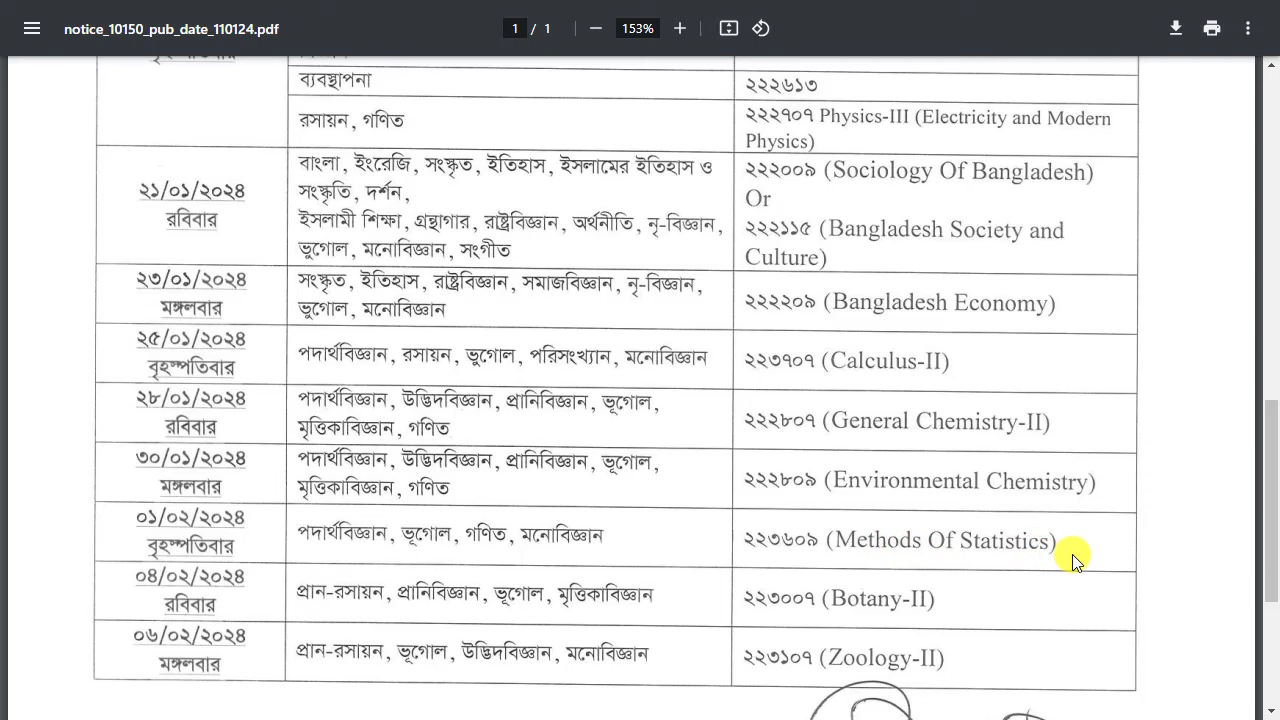 notice_10150_pub_date_110124.pdf
1 / 1
153%
বৃহস্পতিবার
ব্যবস্থাপনা
২২২৬১৩
রসায়ন, গণিত
২২২৭০৭ Physics-III (Electricity and Modern
Physics)
২১/০১/২০২৪
রবিবার
বাংলা, ইংরেজি, সংস্কৃত, ইতিহাস, ইসলামের ইতিহাস ও
সংস্কৃতি, দর্শন,
ইসলামী শিক্ষা, গ্রন্থাগার, রাষ্ট্রবিজ্ঞান, অর্থনীতি, নৃ-বিজ্ঞান,
ভুগোল, মনোবিজ্ঞান, সংগীত
২২২০০৯ (Sociology Of Bangladesh)
Or
২২২১১৫ (Bangladesh Society and
Culture)
২৩/০১/২০২৪
মঙ্গলবার
সংস্কৃত, ইতিহাস, রাষ্ট্রবিজ্ঞান, সমাজবিজ্ঞান, নৃ-বিজ্ঞান,
ভুগোল, মনোবিজ্ঞান
২২২২০৯ (Bangladesh Economy)
২৫/০১/২০২৪
বৃহস্পতিবার
পদার্থবিজ্ঞান, রসায়ন, ভুগোল, পরিসংখ্যান, মনোবিজ্ঞান
২২৩৭০৭ (Calculus-II)
২৮/০১/২০২৪
রবিবার
পদার্থবিজ্ঞান, উদ্ভিদবিজ্ঞান, প্রানিবিজ্ঞান, ভূগোল,
মৃত্তিকাবিজ্ঞান, গণিত
২২২৮০৭ (General Chemistry-II)
৩০/০১/২০২৪
মঙ্গলবার
পদার্থবিজ্ঞান, উদ্ভিদবিজ্ঞান, প্রানিবিজ্ঞান, ভূগোল,
মৃত্তিকাবিজ্ঞান, গণিত
২২২৮০৯ (Environmental Chemistry)
০১/০২/২০২৪
বৃহস্পতিবার
পদার্থবিজ্ঞান, ভূগোল, গণিত, মনোবিজ্ঞান
২২৩৬০৯ (Methods Of Statistics)
০৪/০২/২০২৪
রবিবার
প্রান-রসায়ন, প্রানিবিজ্ঞান, ভূগোল, মৃত্তিকাবিজ্ঞান
২২৩০০৭ (Botany-II)
০৬/০২/২০২৪
মঙ্গলবার
প্রান-রসায়ন, ভূগোল, উদ্ভিদবিজ্ঞান, মনোবিজ্ঞান
২২৩১০৭ (Zoology-II)